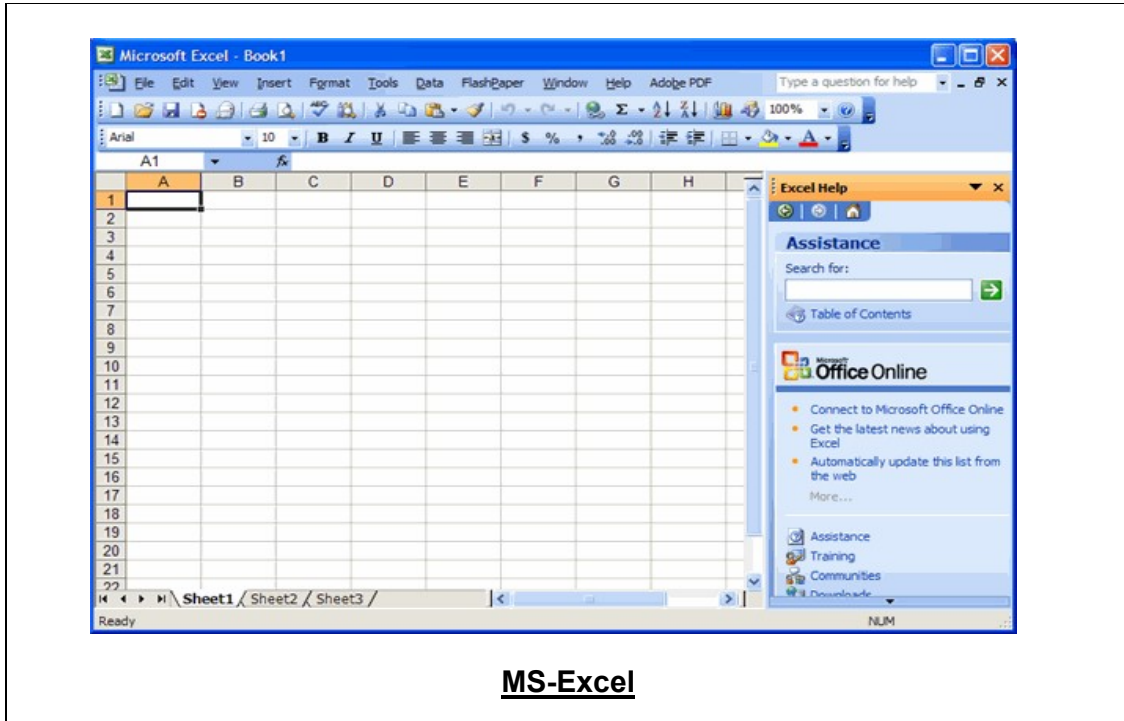 Microsoft Excel - Book1
File Edit View Insert Format Tools Data FlashPaper Window Help Adobe PDF Type a question for help
100%
Arial 10 B I U $ % ,
A1 fx
A B C D E F G H
Excel Help
1
2
3
4
5
6
7
8
9
10
11
12
13
14
15
16
17
18
19
20
21
22
Assistance
Search for:
Table of Contents
Microsoft
Office Online
Connect to Microsoft Office Online
Get the latest news about using
Excel
Automatically update this list from
the web
More...
Assistance
Training
Communities
Downloads
Sheet1 Sheet2 Sheet3
Ready NUM
MS-Excel